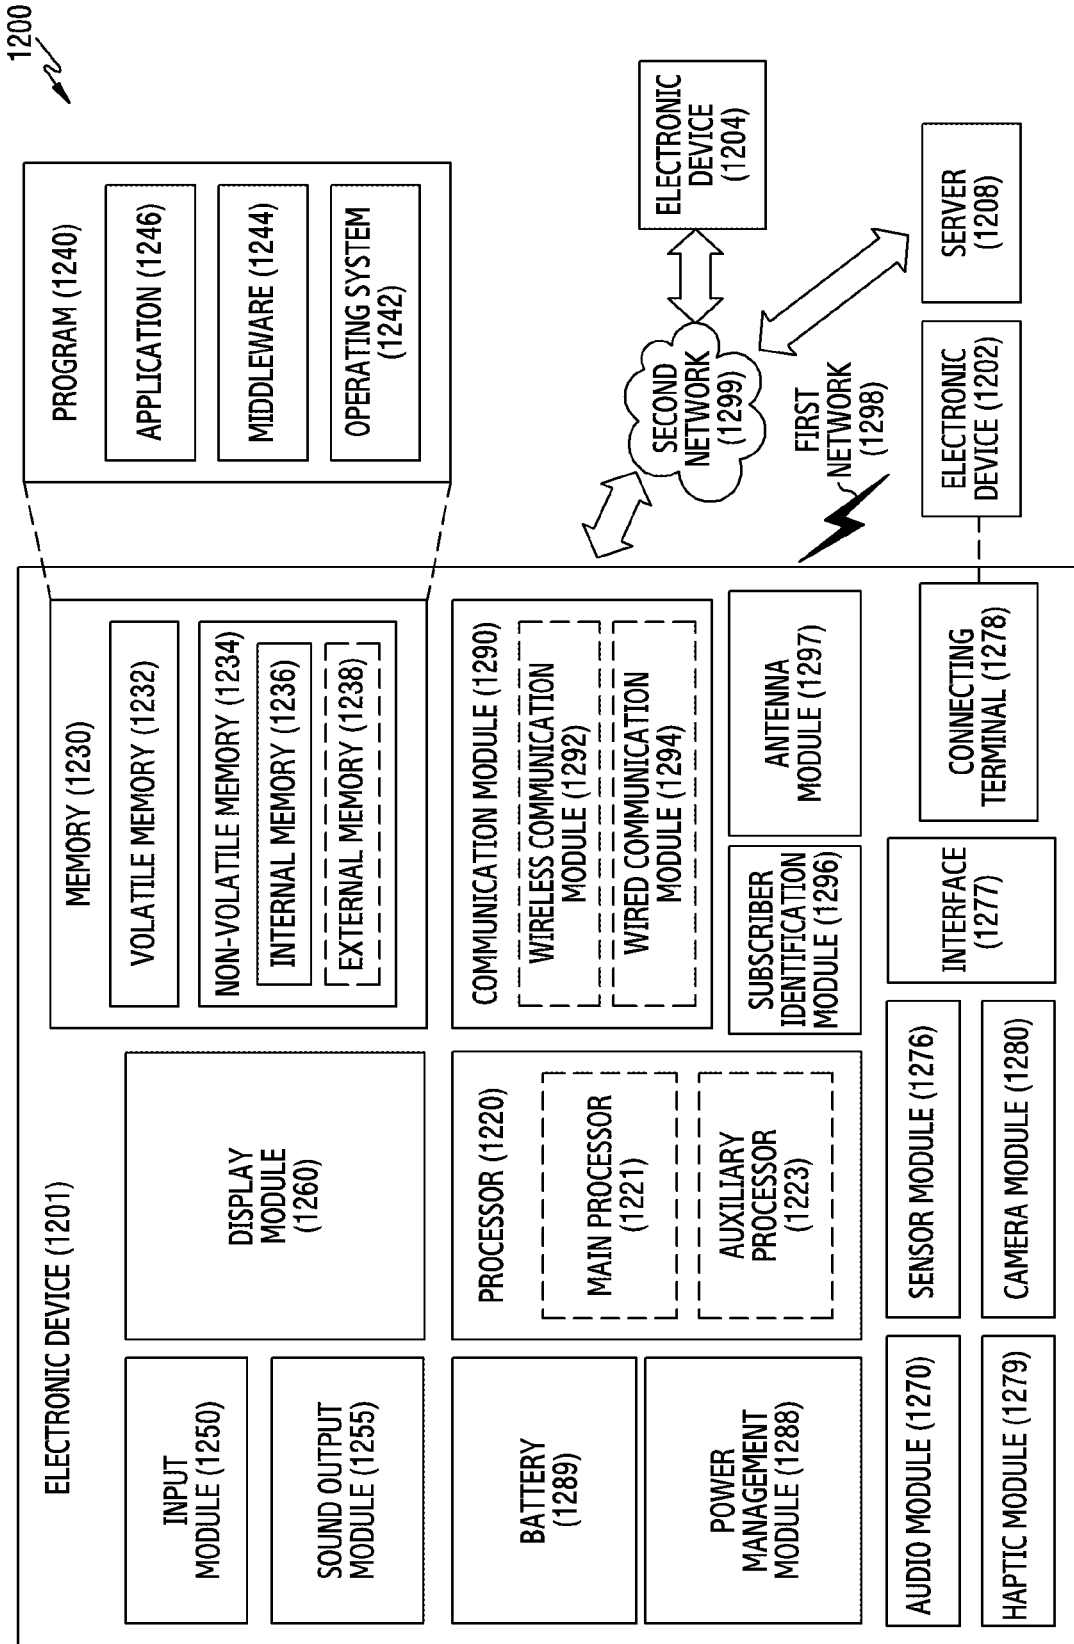 1200
ELECTRONIC DEVICE (1201)
INPUT
MODULE (1250)
SOUND OUTPUT
MODULE (1255)
DISPLAY
MODULE
(1260)
MEMORY (1230)
VOLATILE MEMORY (1232)
NON-VOLATILE MEMORY (1234)
INTERNAL MEMORY (1236)
EXTERNAL MEMORY (1238)
PROGRAM (1240)
APPLICATION (1246)
MIDDLEWARE (1244)
OPERATING SYSTEM
(1242)
BATTERY
(1289)
POWER
MANAGEMENT
MODULE (1288)
PROCESSOR (1220)
MAIN PROCESSOR
(1221)
AUXILIARY
PROCESSOR
(1223)
COMMUNICATION MODULE (1290)
WIRELESS COMMUNICATION
MODULE (1292)
WIRED COMMUNICATION
MODULE (1294)
SUBSCRIBER
IDENTIFICATION
MODULE (1296)
ANTENNA
MODULE (1297)
SECOND
NETWORK
(1299)
ELECTRONIC
DEVICE
(1204)
FIRST
NETWORK
(1298)
AUDIO MODULE (1270)
SENSOR MODULE (1276)
HAPTIC MODULE (1279)
CAMERA MODULE (1280)
INTERFACE
(1277)
CONNECTING
TERMINAL (1278)
ELECTRONIC
DEVICE (1202)
SERVER
(1208)